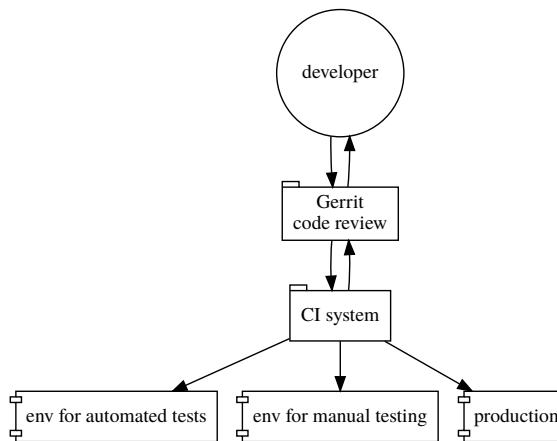 developer
Gerrit
code review
CI system
env for automated tests
env for manual testing
production